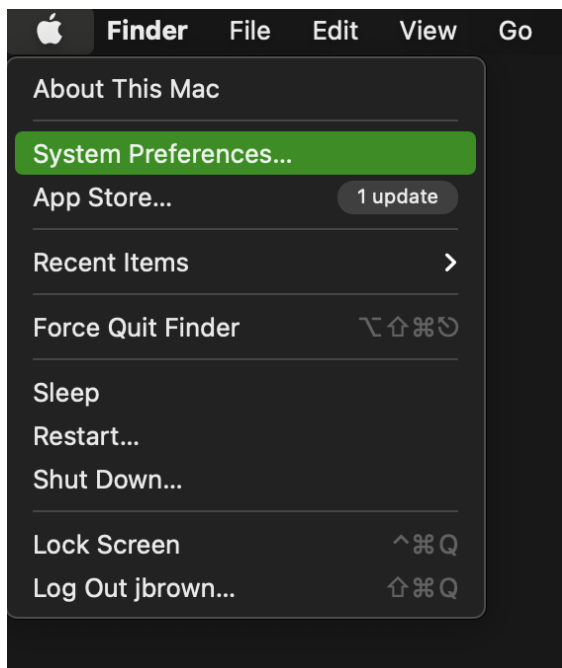 Finder File Edit View Go
About This Mac
System Preferences...
App Store... 1 update
Recent Items
Force Quit Finder ⌥⇧⌘⎋
Sleep
Restart...
Shut Down...
Lock Screen ^⌘Q
Log Out jbrown... ⇧⌘Q